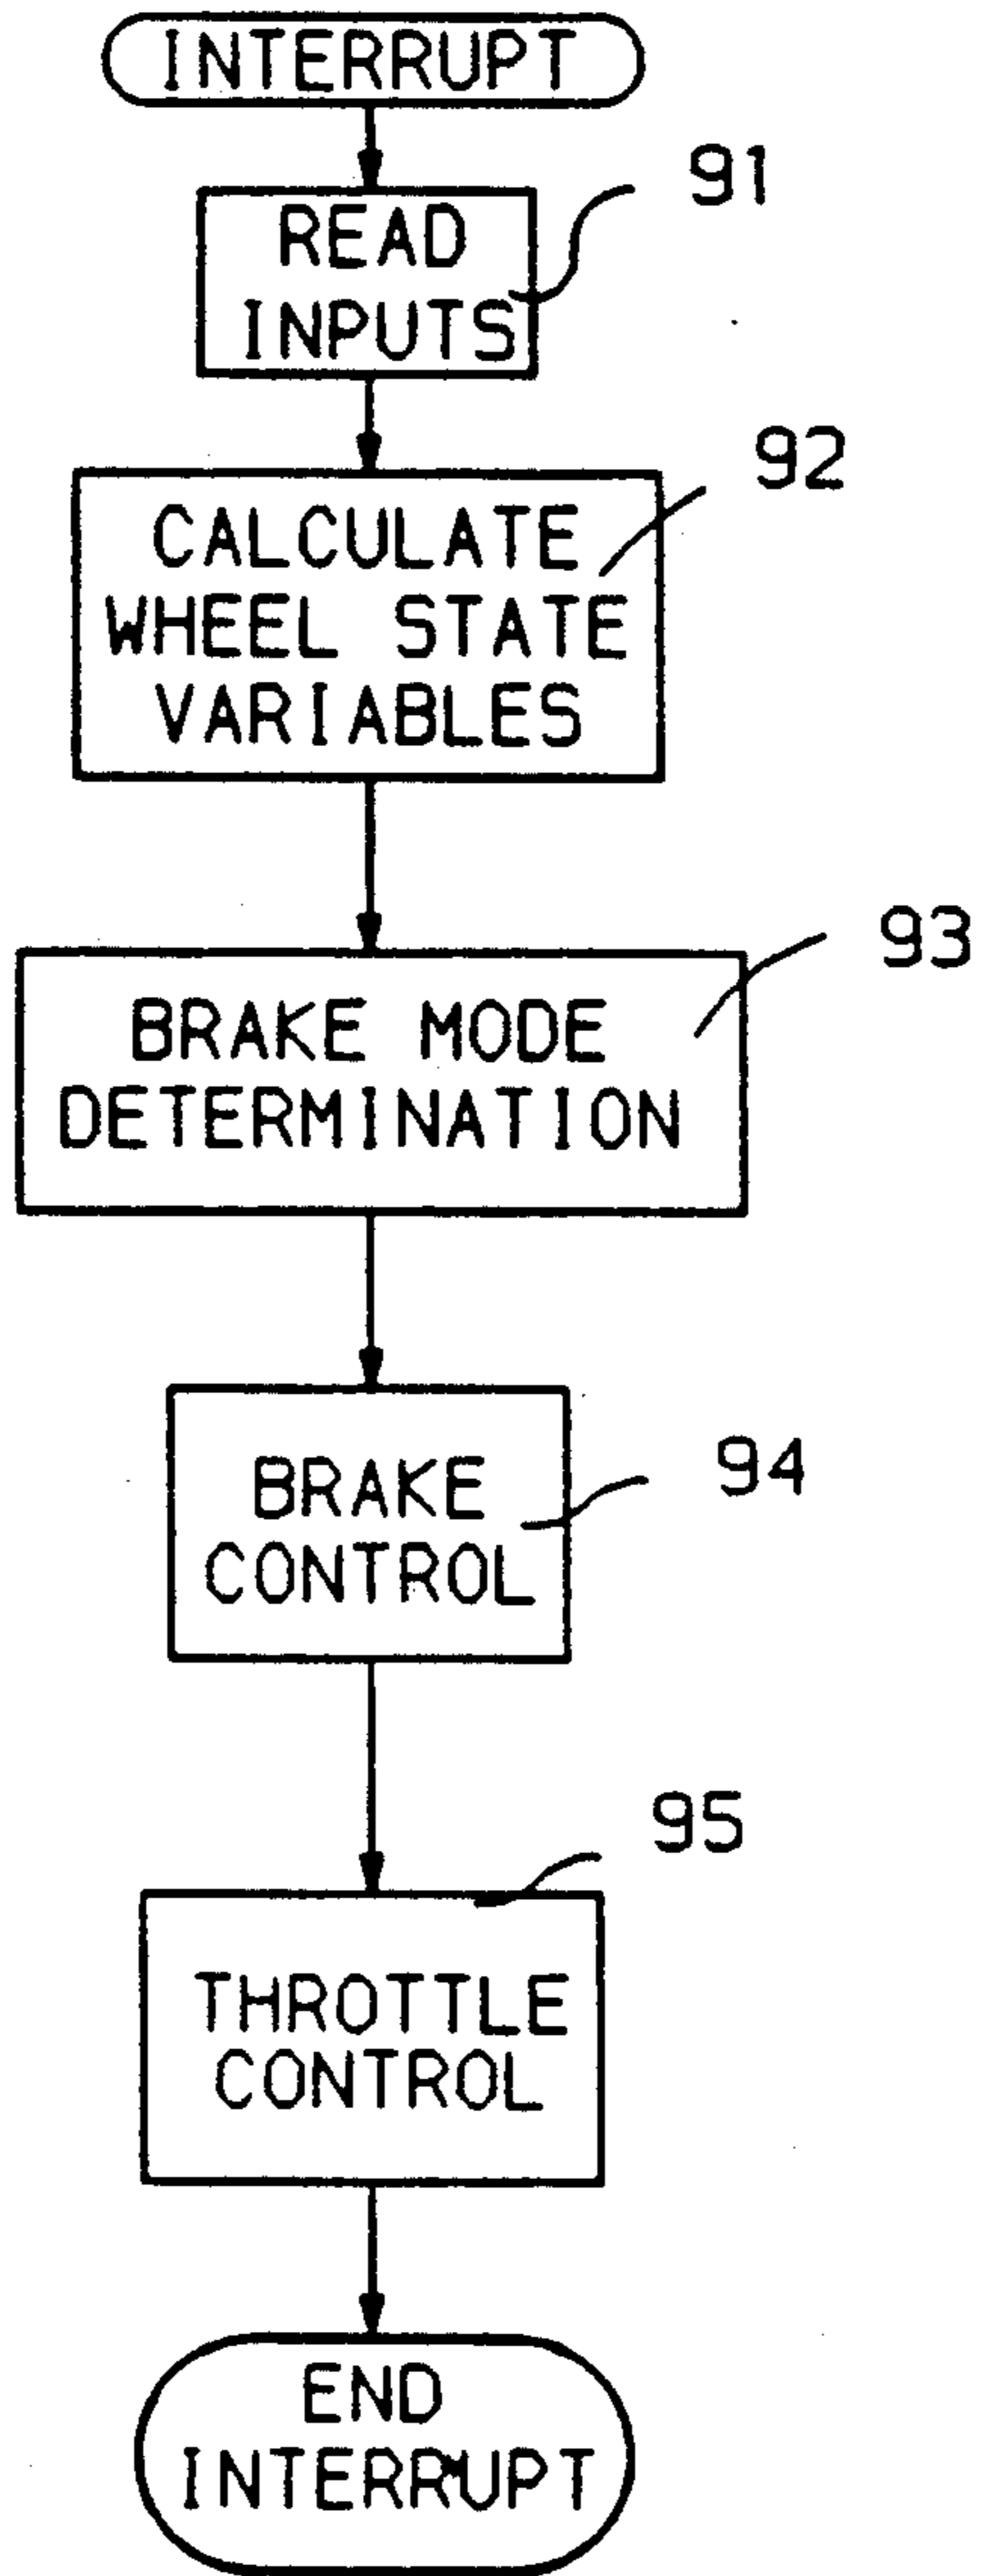 INTERRUPT
91
READ
INPUTS
92
CALCULATE
WHEEL STATE
VARIABLES
93
BRAKE MODE
DETERMINATION
94
BRAKE
CONTROL
95
THROTTLE
CONTROL
END
INTERRUPT